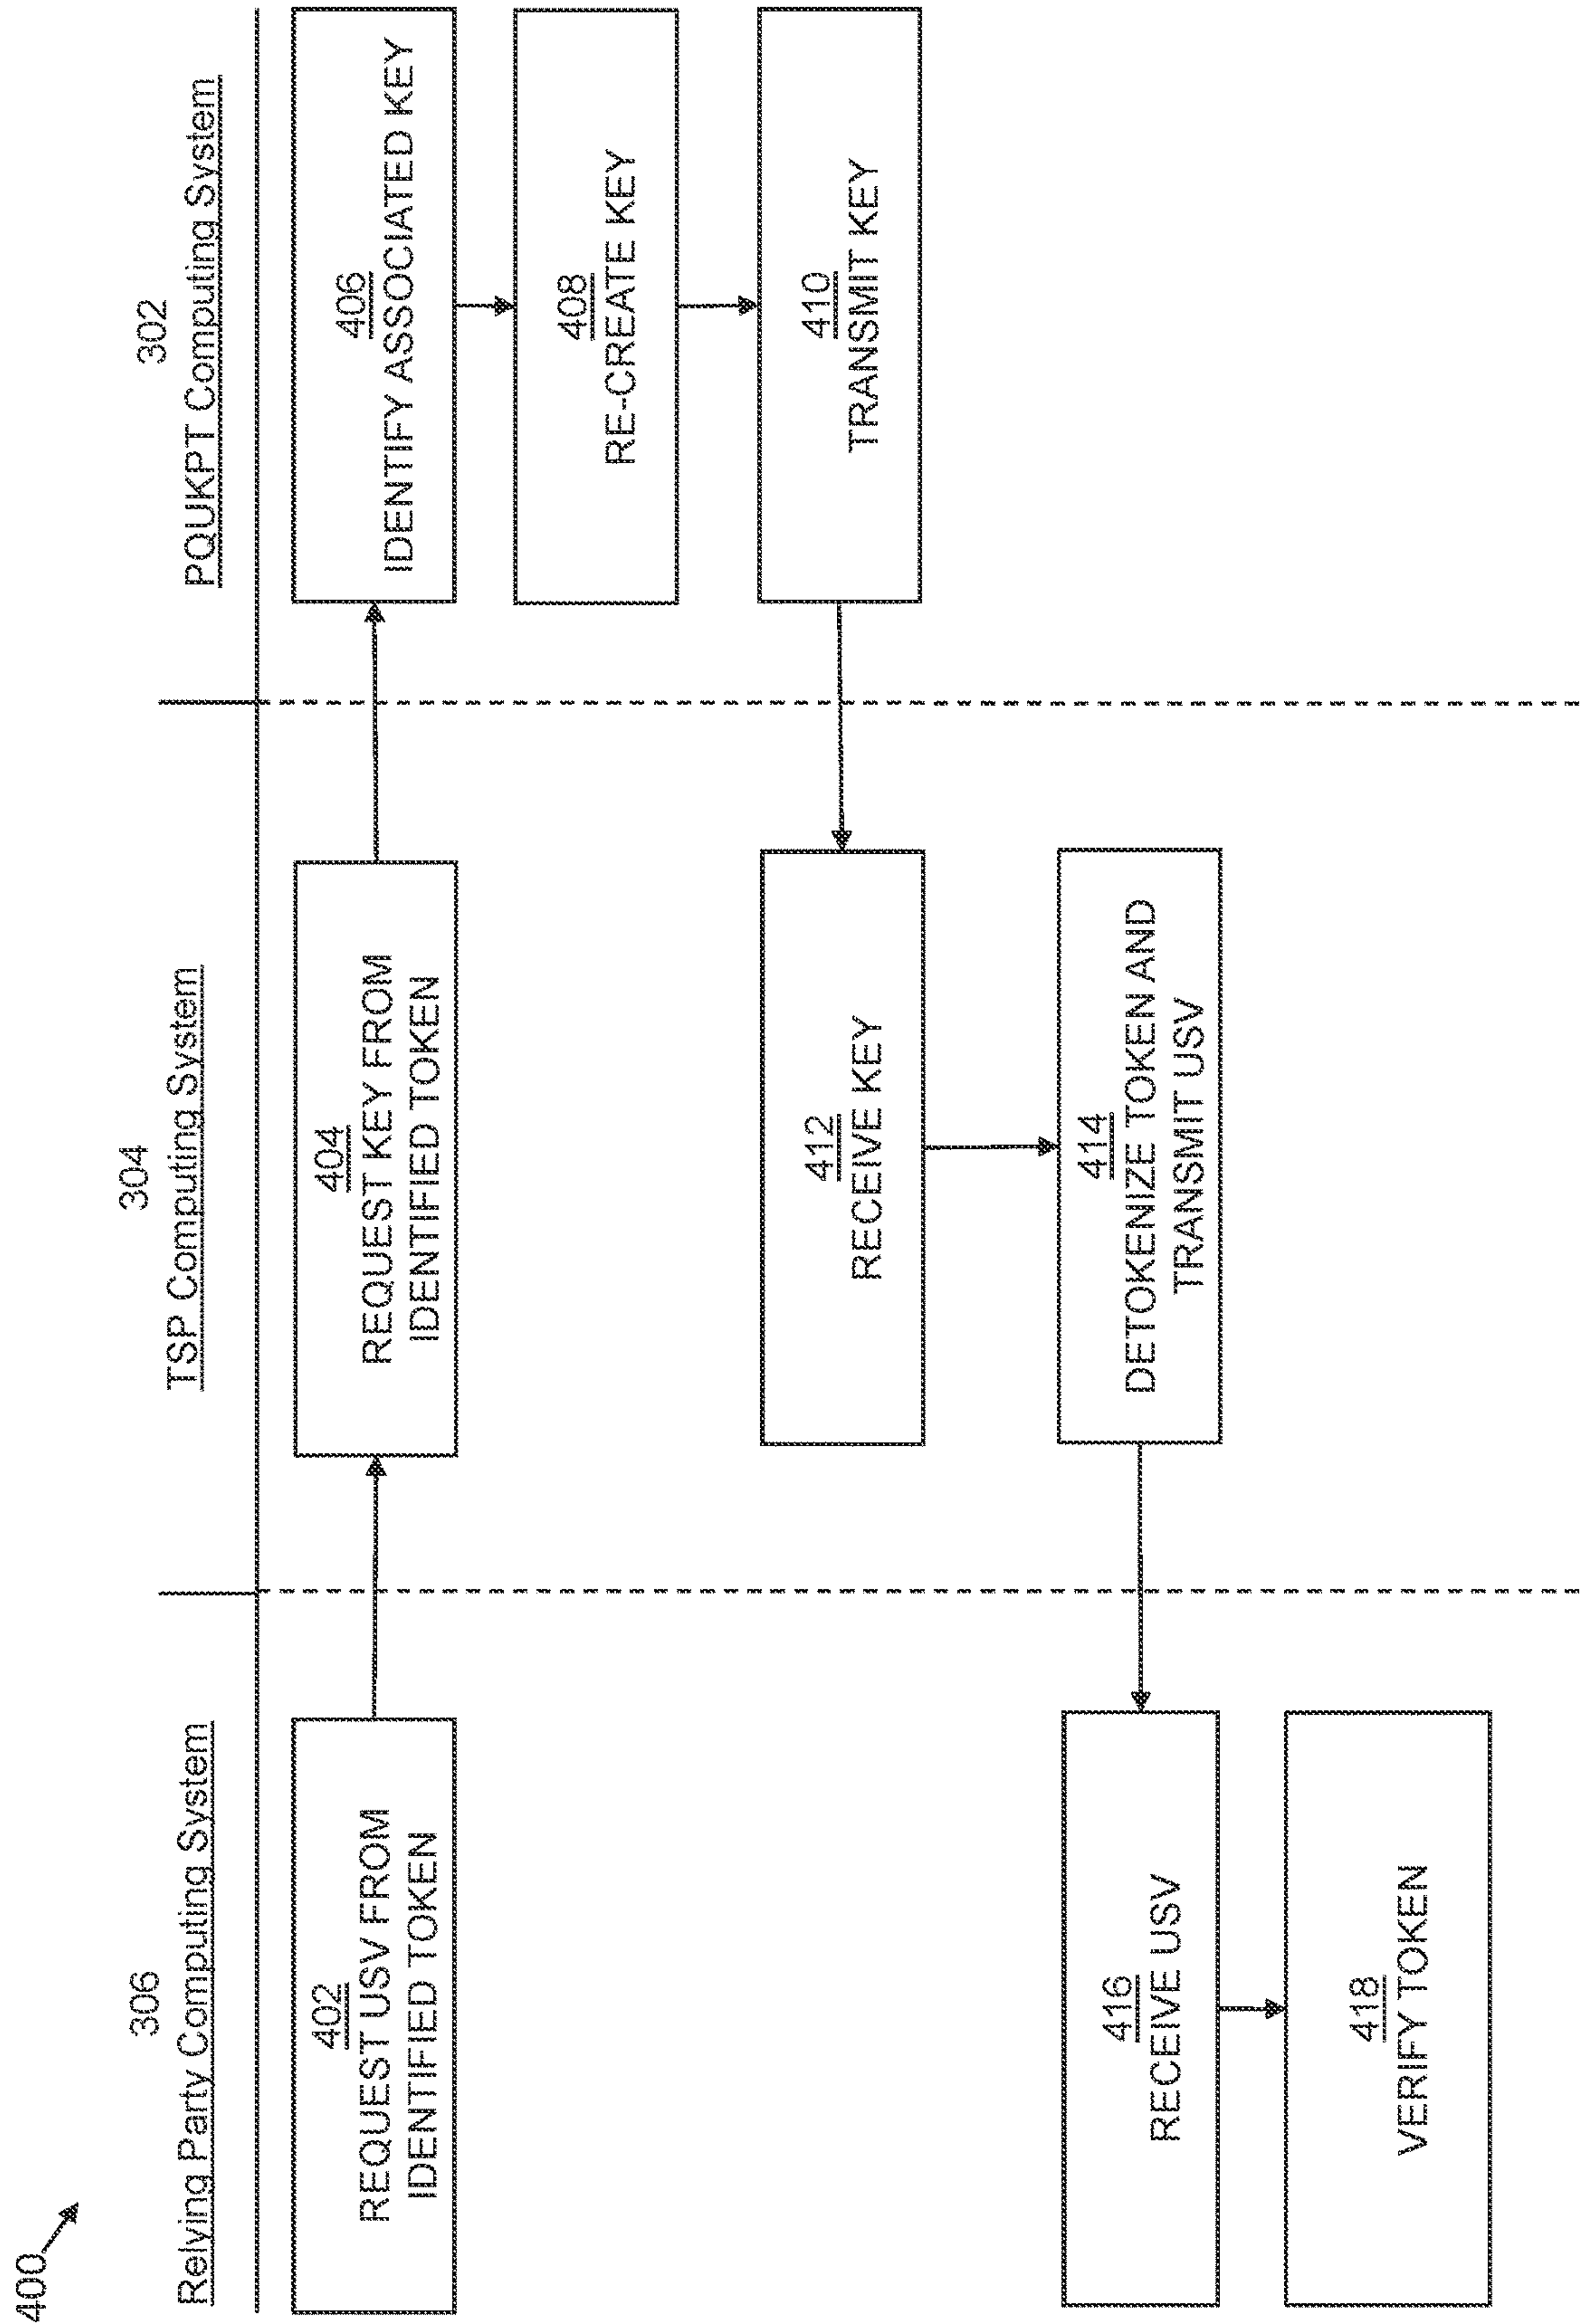 400
306
Relying Party Computing System
304
TSP Computing System
302
PQUKPT Computing System
402
REQUEST USV FROM
IDENTIFIED TOKEN
404
REQUEST KEY FROM
IDENTIFIED TOKEN
406
IDENTIFY ASSOCIATED KEY
408
RE-CREATE KEY
410
TRANSMIT KEY
412
RECEIVE KEY
414
DETOKENIZE TOKEN AND
TRANSMIT USV
416
RECEIVE USV
418
VERIFY TOKEN